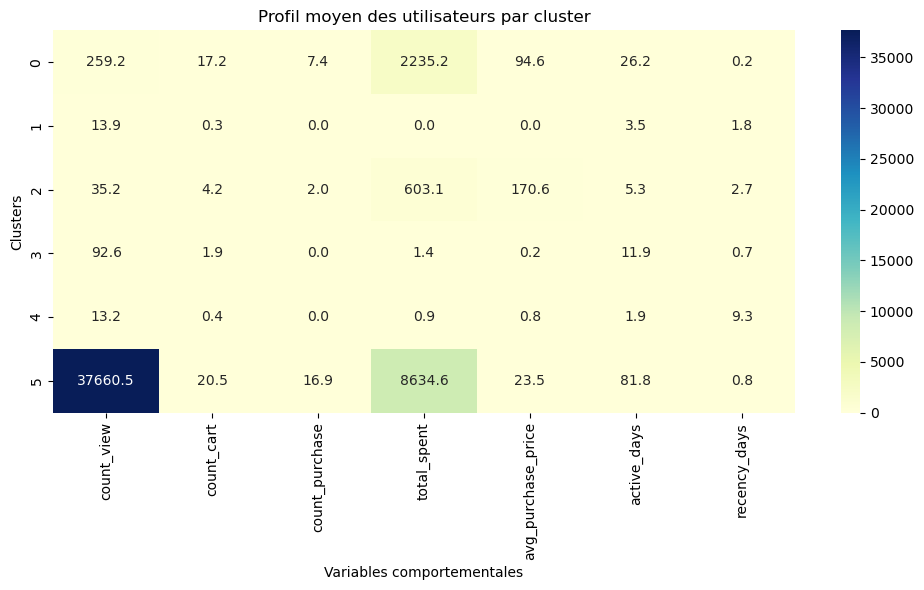 Profil moyen des utilisateurs par cluster
0 259.2 17.2 7.4 2235.2 94.6 26.2 0.2
1 13.9 0.3 0.0 0.0 0.0 3.5 1.8
2 35.2 4.2 2.0 603.1 170.6 5.3 2.7
3 92.6 1.9 0.0 1.4 0.2 11.9 0.7
4 13.2 0.4 0.0 0.9 0.8 1.9 9.3
5 37660.5 20.5 16.9 8634.6 23.5 81.8 0.8
Clusters
count_view
count_cart
count_purchase
total_spent
avg_purchase_price
active_days
recency_days
Variables comportementales
35000
30000
25000
20000
15000
10000
5000
0